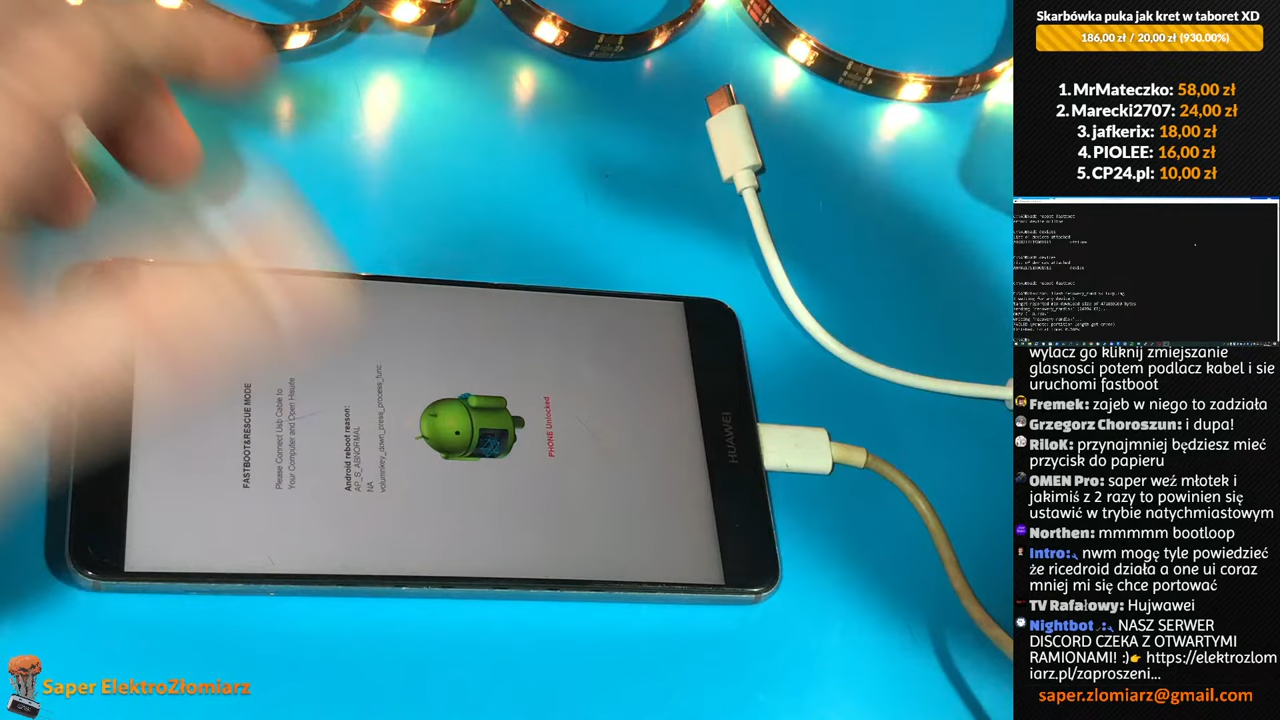 Skarbówka puka jak kret w taboret XD
186,00 zł / 20,00 zł (930.00%)
1. MrMateczko: 58,00 zł
2. Marecki2707: 24,00 zł
3. jafkerix: 18,00 zł
4. PIOLEE: 16,00 zł
5. CP24.pl: 10,00 zł
wylacz go kliknij zmiejszanie
glasnosci potem podlacz kabel i sie
uruchomi fastboot
Fremek: zajeb w niego to zadziała
Grzegorz Choroszun: i dupa!
RiloK: przynajmniej będziesz mieć
przycisk do papieru
OMEN Pro: saper weź młotek i
jakimiś z 2 razy to powinien się
ustawić w trybie natychmiastowym
Northen: mmmmm bootloop
Intro: nwm mogę tyle powiedzieć
że ricedroid działa a one ui coraz
mniej mi się chce portować
TV Rafałowy: Hujwawei
Nightbot: NASZ SERWER
DISCORD CZEKA Z OTWARTYMI
RAMIONAMI! :)👉 https://elektrozlom
iarz.pl/zaproszeni...
saper.zlomiarz@gmail.com
FASTBOOT&RESCUE MODE
Please Connect Usb Cable to
Your Computer and Open Hisuite
Android reboot reason:
AP_S_ABNORMAL
NA
volumnkey_down_press_process_func
PHONE Unlocked
HUAWEI
Saper ElektroZłomiarz